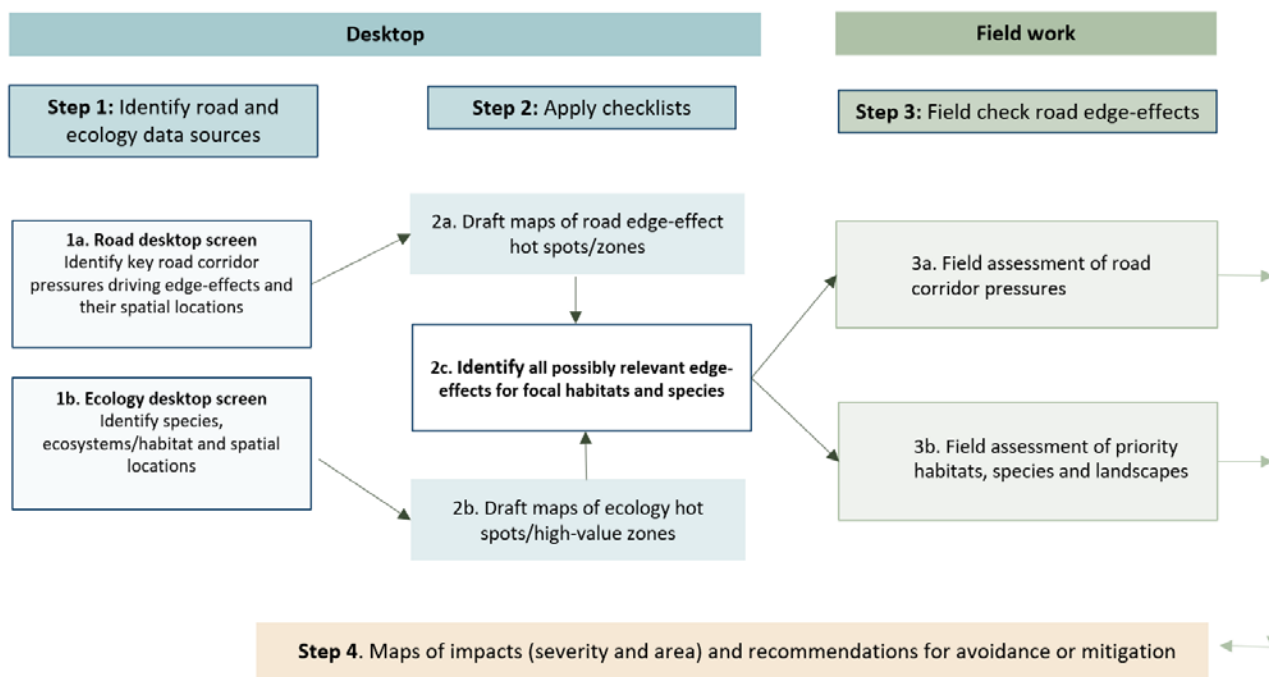 Desktop
Field work
Step 1: Identify road and
ecology data sources
Step 2: Apply checklists
Step 3: Field check road edge-effects
1a. Road desktop screen
Identify key road corridor
pressures driving edge-effects and
their spatial locations
2a. Draft maps of road edge-effect
hot spots/zones
3a. Field assessment of road
corridor pressures
2c. Identify all possibly relevant edge-
effects for focal habitats and species
1b. Ecology desktop screen
Identify species,
ecosystems/habitat and spatial
locations
3b. Field assessment of priority
habitats, species and landscapes
2b. Draft maps of ecology hot
spots/high-value zones
Step 4. Maps of impacts (severity and area) and recommendations for avoidance or mitigation